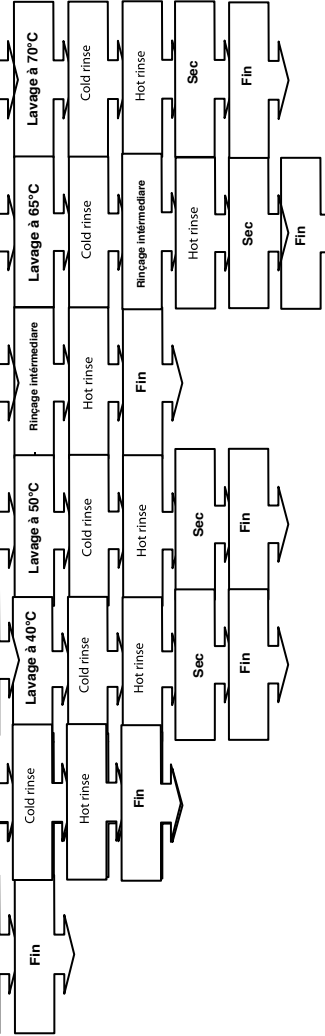 Fin
Cold rinse
Lavage à 40°C
Lavage à 50°C
Rinçage intérmediare
Lavage à 65°C
Lavage à 70°C
Hot rinse
Cold rinse
Cold rinse
Hot rinse
Cold rinse
Cold rinse
Fin
Hot rinse
Hot rinse
Fin
Rinçage intérmediare
Hot rinse
Sec
Sec
Hot rinse
Sec
Fin
Fin
Sec
Fin
Fin